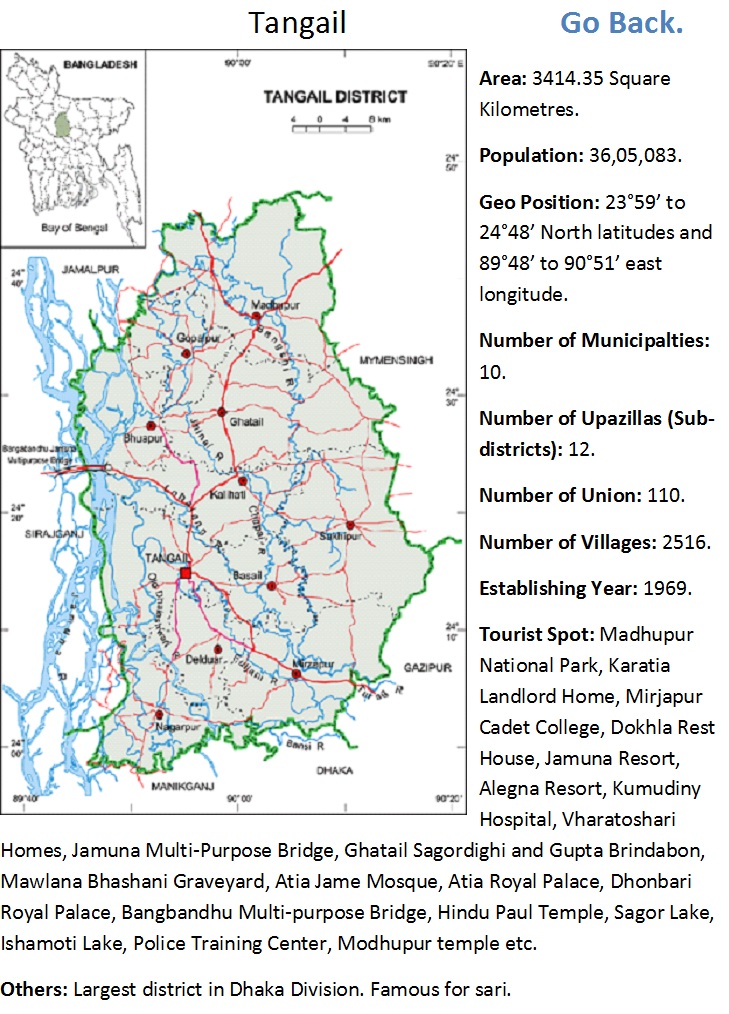 Tangail
Go Back.
BANGLADESH
Bay of Bengal
90°00'
TANGAIL DISTRICT
4 0 4 8 km
24°
50'
JAMALPUR
24°
40'
Madhupur
Gopalpur
MYMENSINGH
24°
30'
Ghatail
Bhuapur
Multipurpose Bridge
Kalihati
24°
20'
SIRAJGANJ
Sakhipur
TANGAIL
Basail
24°
10'
Delduar
Mirzapur
GAZIPUR
Nagarpur
Bansi R
DHAKA
MANIKGANJ
89°40'
90°00'
90°20'
Area: 3414.35 Square
Kilometres.
Population: 36,05,083.
Geo Position: 23°59’ to
24°48’ North latitudes and
89°48’ to 90°51’ east
longitude.
Number of Municipalties:
10.
Number of Upazillas (Sub-
districts): 12.
Number of Union: 110.
Number of Villages: 2516.
Establishing Year: 1969.
Tourist Spot: Madhupur
National Park, Karatia
Landlord Home, Mirjapur
Cadet College, Dokhla Rest
House, Jamuna Resort,
Alegna Resort, Kumudiny
Hospital, Vharatoshari
Homes, Jamuna Multi-Purpose Bridge, Ghatail Sagordighi and Gupta Brindabon,
Mawlana Bhashani Graveyard, Atia Jame Mosque, Atia Royal Palace, Dhonbari
Royal Palace, Bangbandhu Multi-purpose Bridge, Hindu Paul Temple, Sagor Lake,
Ishamoti Lake, Police Training Center, Modhupur temple etc.
Others: Largest district in Dhaka Division. Famous for sari.